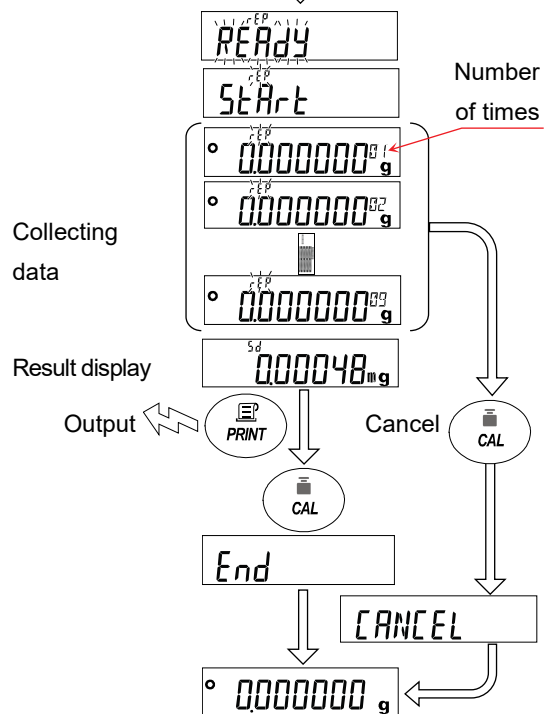 rEP
REAdY
rEP
StArt
Number
of times
rEP
0.000000 01 g
rEP
0.000000 02 g
Collecting
data
rEP
0.000000 09 g
Result display
Sd
0.00048 mg
Output
PRINT
Cancel
CAL
CAL
End
CANCEL
0.000000 g